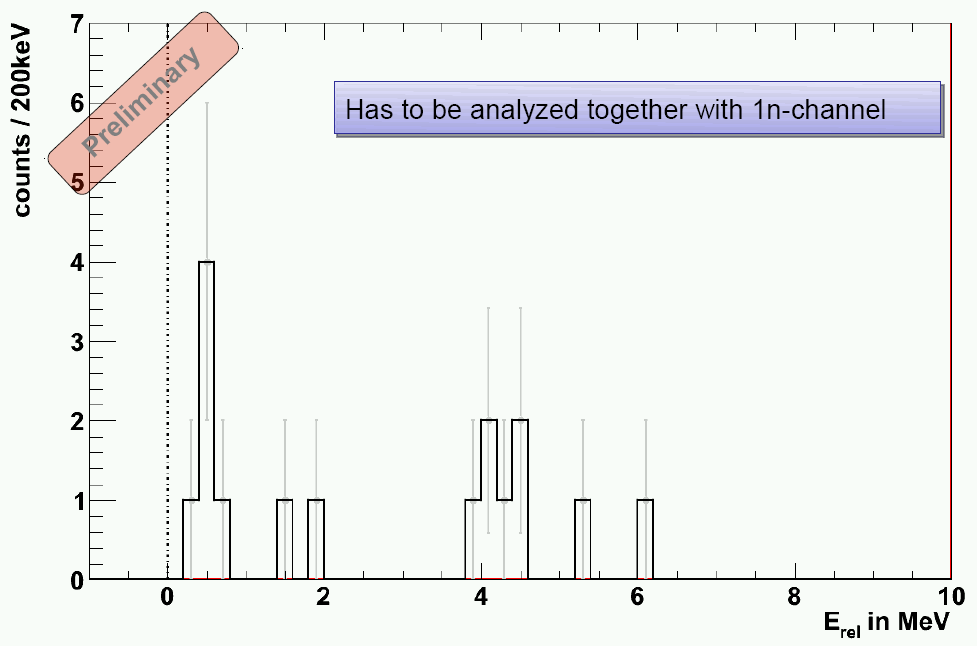 7
6
5
4
3
2
1
0
counts / 200keV
Preliminary
Has to be analyzed together with 1n-channel
0 2 4 6 8 10
E_rel in MeV